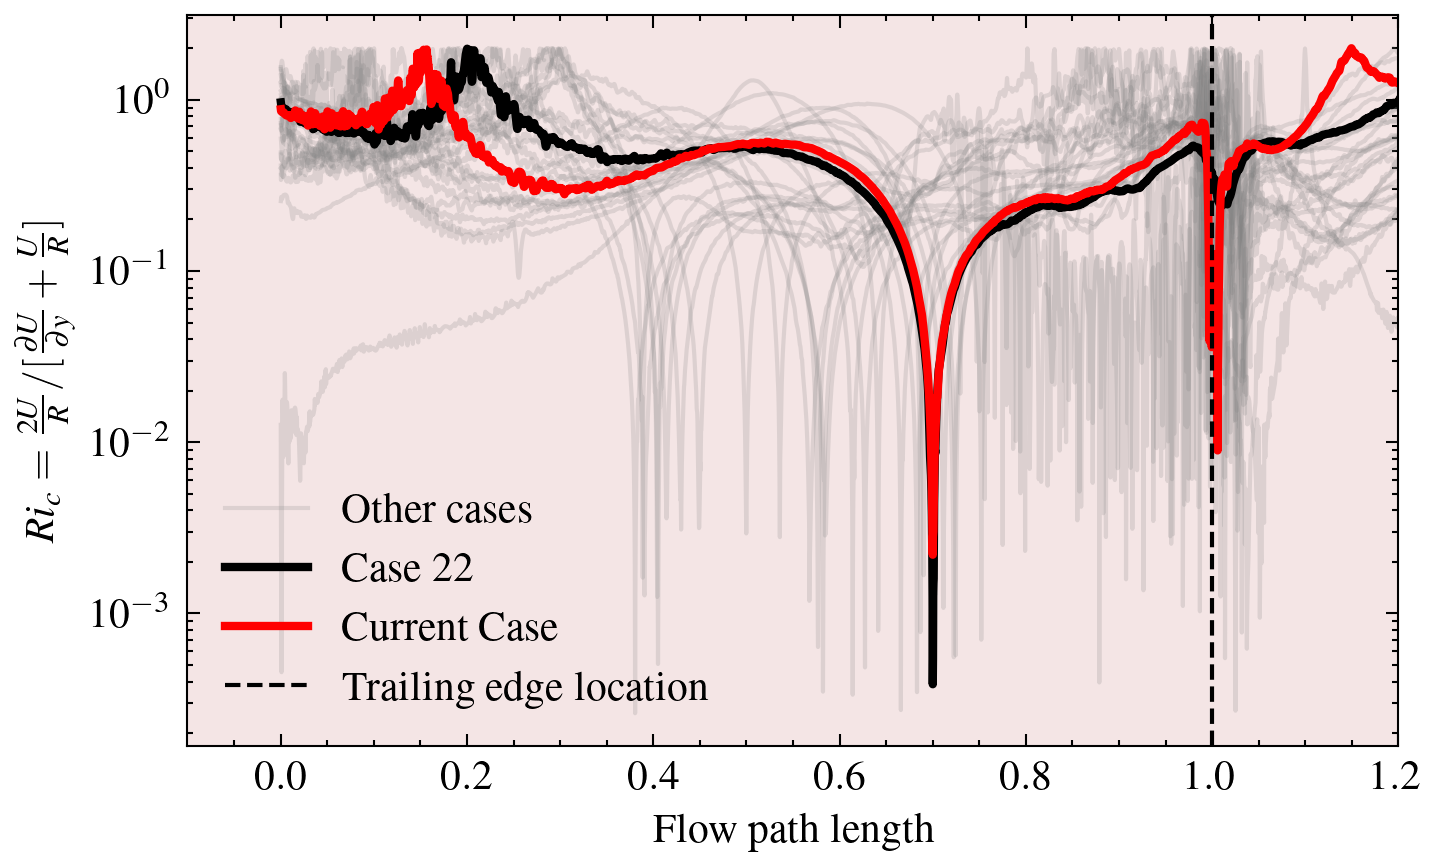 Ri_c = 2U/R / [∂U/∂y + U/R]
10^0
10^−1
10^−2
10^−3
Other cases
Case 22
Current Case
Trailing edge location
0.0 0.2 0.4 0.6 0.8 1.0 1.2
Flow path length